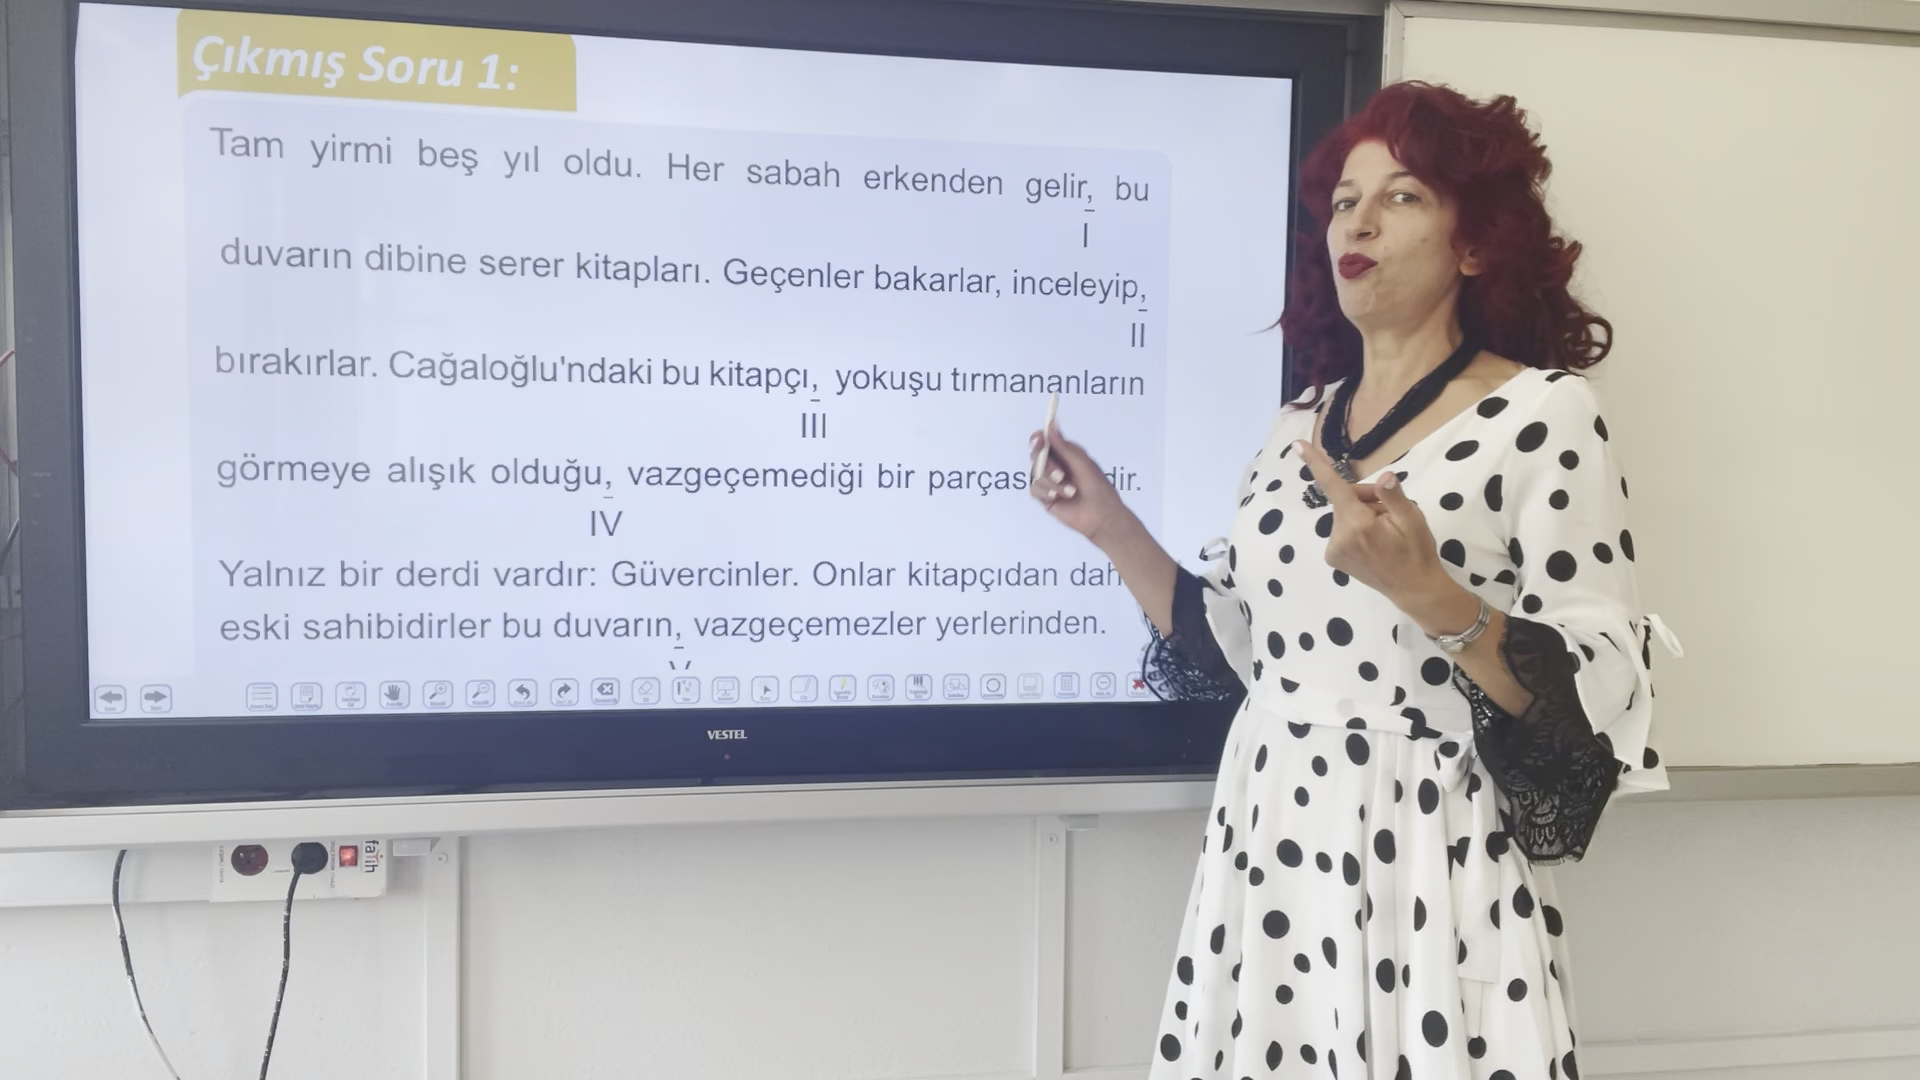 Çıkmış Soru 1:
Tam yirmi beş yıl oldu. Her sabah erkenden gelir, bu
I
duvarın dibine serer kitapları. Geçenler bakarlar, inceleyip,
II
bırakırlar. Cağaloğlu'ndaki bu kitapçı, yokuşu tırmananların
III
görmeye alışık olduğu, vazgeçemediği bir
IV
Yalnız bir derdi vardır: Güvercinler. Onlar kitapçıdan
eski sahibidirler bu duvarın, vazgeçemezler yerlerinden.
V
VESTEL
fatih